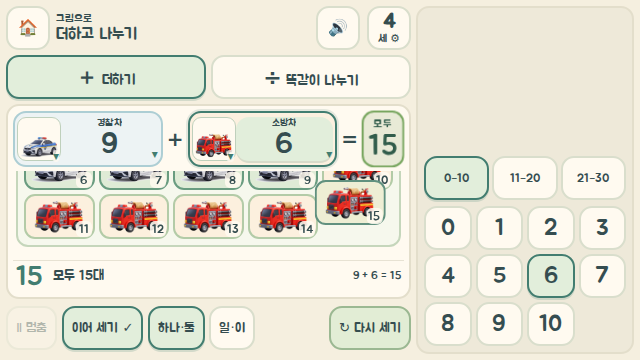 그림으로
더하고 나누기
4
세
+ 더하기
÷ 똑같이 나누기
경찰차
9
+
소방차
6
=
모두
15
6 7 8 9 10
11 12 13 14 15
15 모두 15대
9 + 6 = 15
멈춤
이어 세기 ✓
하나·둘
일·이
↻ 다시 세기
0-10
11-20
21-30
0 1 2 3
4 5 6 7
8 9 10